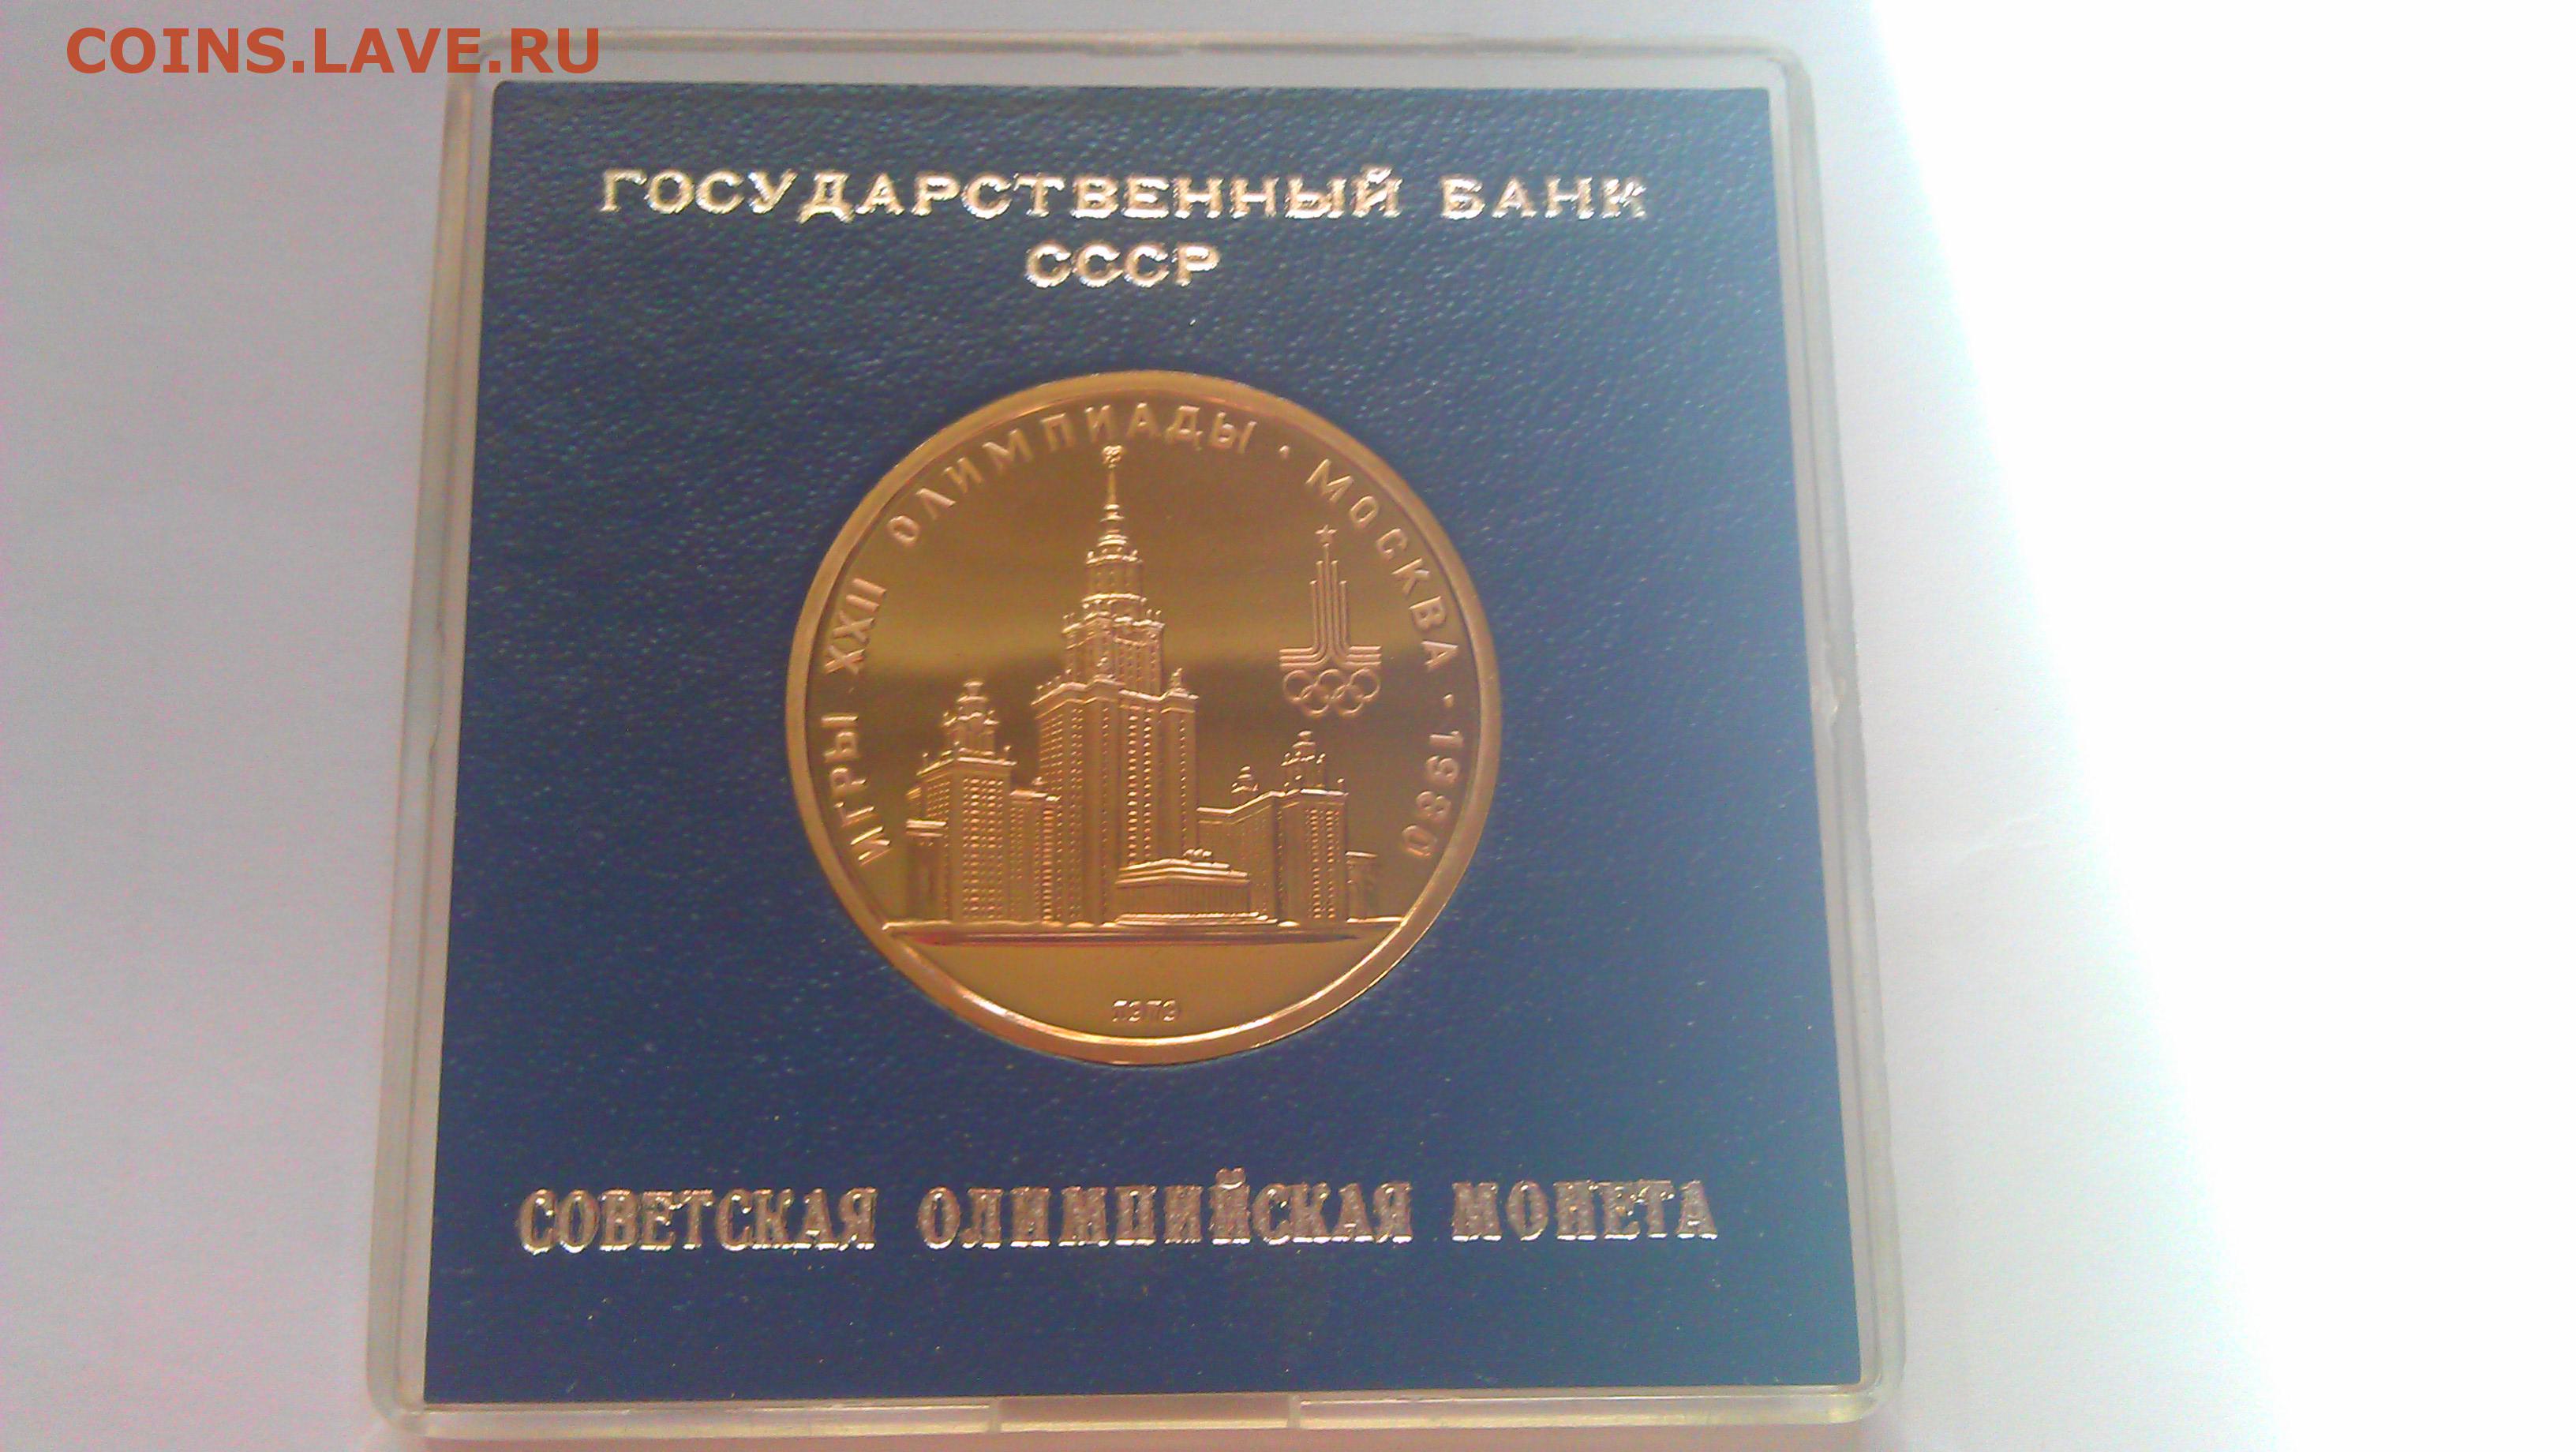 COINS.LAVE.RU
ГОСУДАРСТВЕННЫЙ БАНК
СССР
ИГРЫ XXII ОЛИМПИАДЫ · МОСКВА · 1980
1979
СОВЕТСКАЯ ОЛИМПИЙСКАЯ МОНЕТА